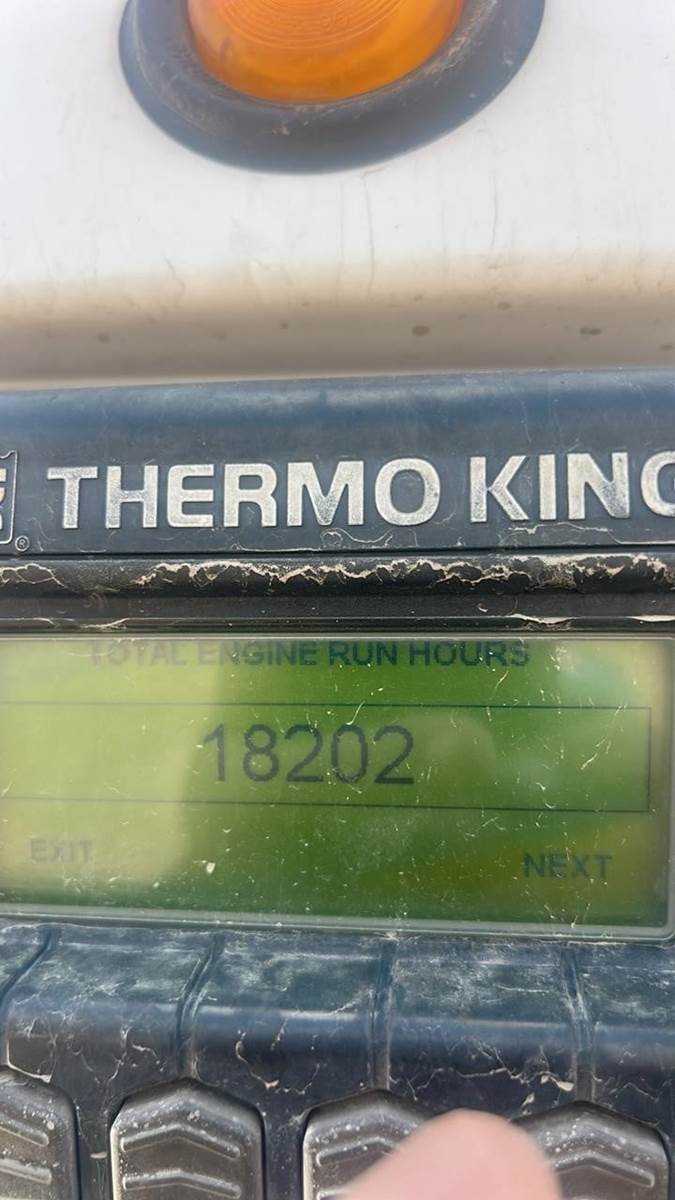 THERMO KING
TOTAL ENGINE RUN HOURS
18202
EXIT NEXT